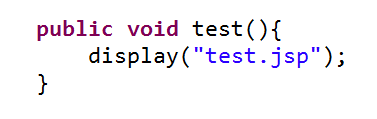 public void test(){
    display("test.jsp");
}